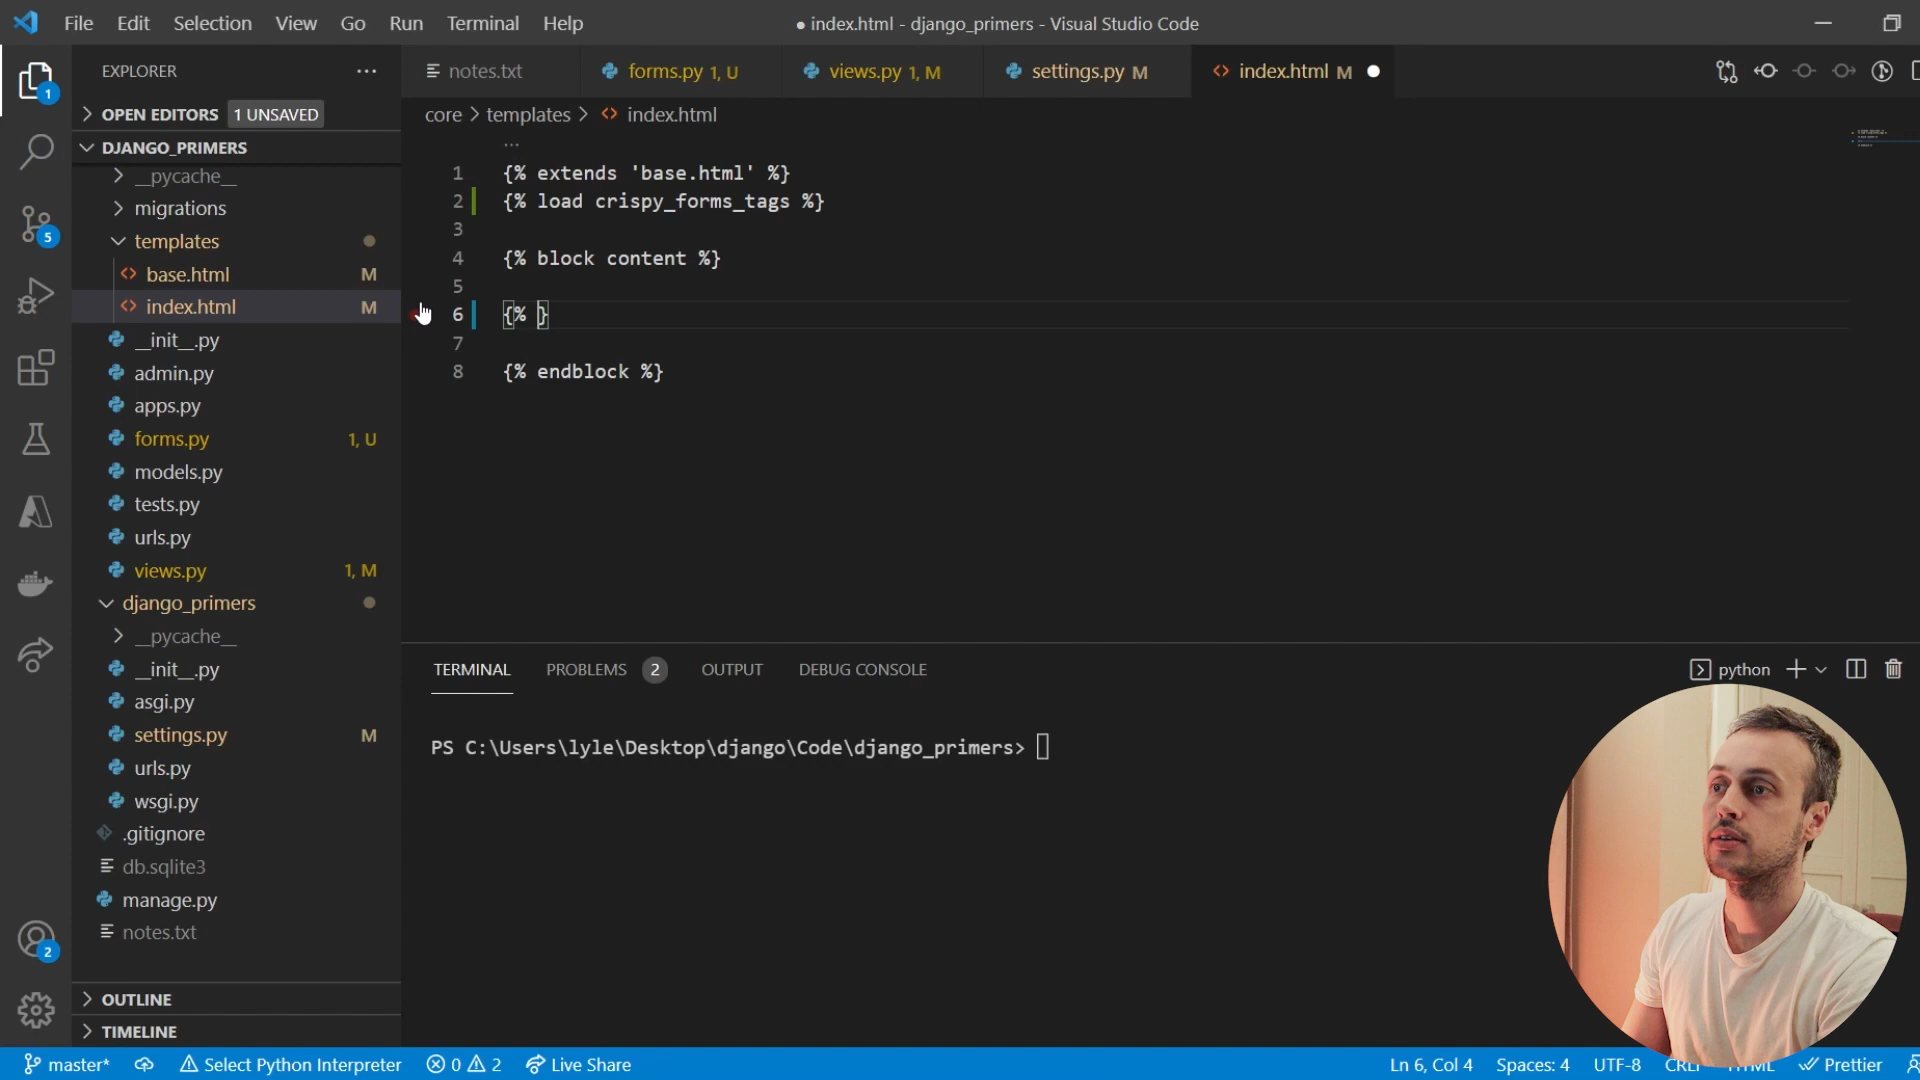 File Edit Selection View Go Run Terminal Help
● index.html - django_primers - Visual Studio Code
EXPLORER
OPEN EDITORS 1 UNSAVED
DJANGO_PRIMERS
__pycache__
migrations
templates
base.html M
index.html M
__init__.py
admin.py
apps.py
forms.py 1, U
models.py
tests.py
urls.py
views.py 1, M
django_primers
__pycache__
__init__.py
asgi.py
settings.py M
urls.py
wsgi.py
.gitignore
db.sqlite3
manage.py
notes.txt
OUTLINE
TIMELINE
1
5
2
notes.txt forms.py 1, U views.py 1, M settings.py M index.html M
core > templates > index.html
1 {% extends 'base.html' %}
2 {% load crispy_forms_tags %}
3
4 {% block content %}
5
6 {% }
7
8 {% endblock %}
TERMINAL PROBLEMS 2 OUTPUT DEBUG CONSOLE
python
PS C:\Users\lyle\Desktop\django\Code\django_primers>
master* Select Python Interpreter 0 2 Live Share
Ln 6, Col 4 Spaces: 4 UTF-8 CRLF HTML Prettier